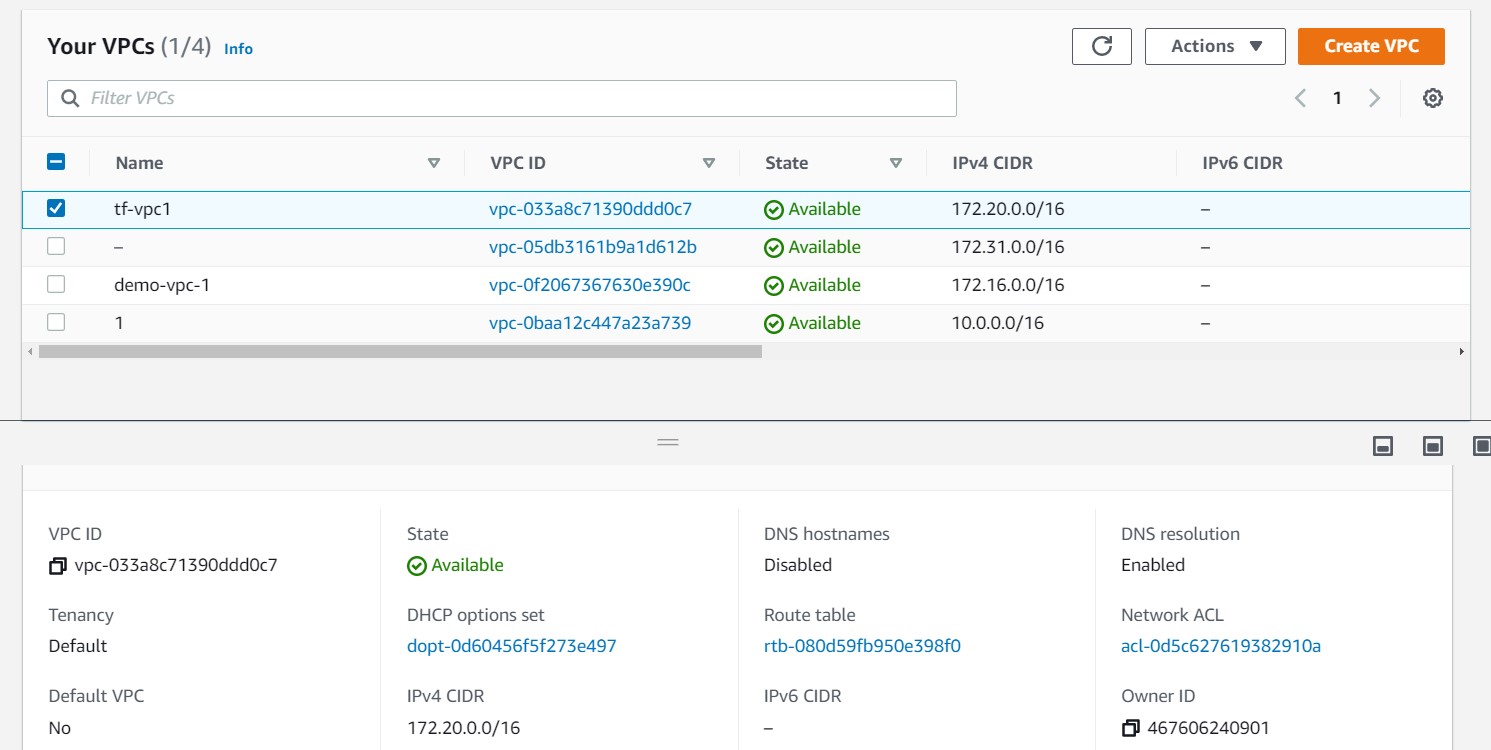 Your VPCs (1/4) Info
Actions Create VPC
Filter VPCs
1
Name VPC ID State IPv4 CIDR IPv6 CIDR
tf-vpc1 vpc-033a8c71390ddd0c7 Available 172.20.0.0/16 –
– vpc-05db3161b9a1d612b Available 172.31.0.0/16 –
demo-vpc-1 vpc-0f2067367630e390c Available 172.16.0.0/16 –
1 vpc-0baa12c447a23a739 Available 10.0.0.0/16 –
VPC ID State DNS hostnames DNS resolution
vpc-033a8c71390ddd0c7 Available Disabled Enabled
Tenancy DHCP options set Route table Network ACL
Default dopt-0d60456f5f273e497 rtb-080d59fb950e398f0 acl-0d5c627619382910a
Default VPC IPv4 CIDR IPv6 CIDR Owner ID
No 172.20.0.0/16 – 467606240901